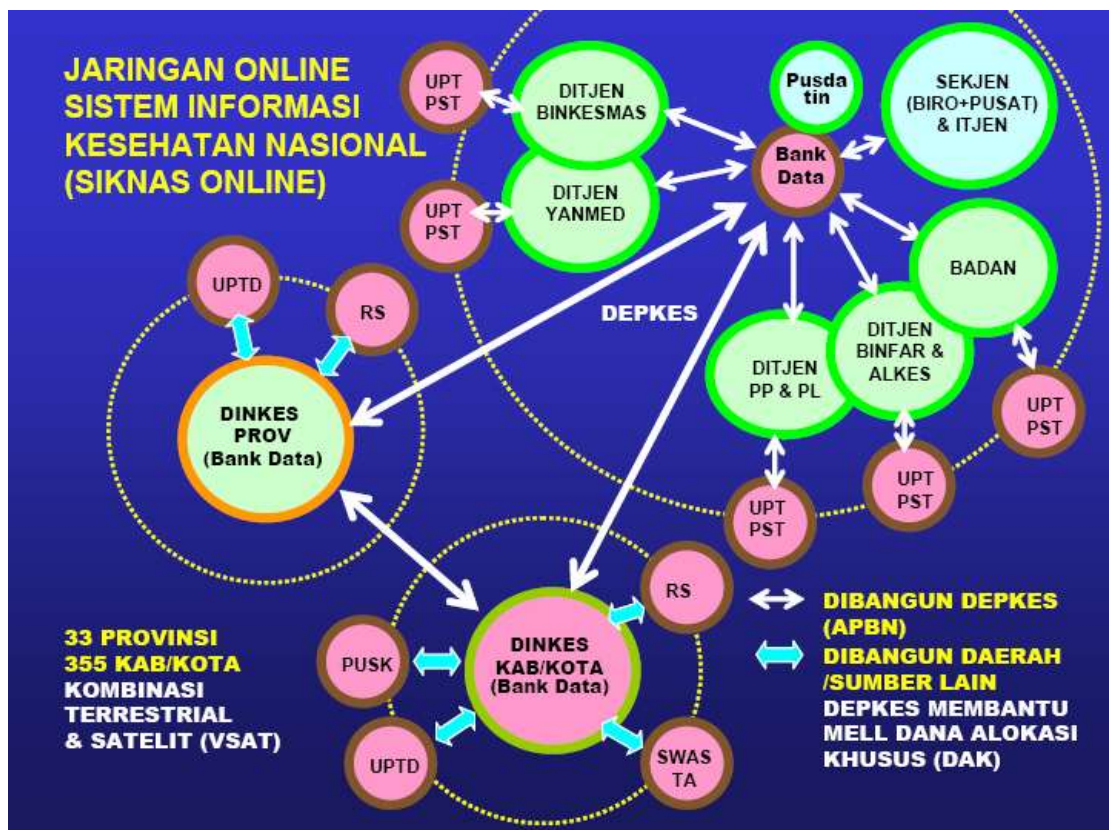 JARINGAN ONLINE
SISTEM INFORMASI
KESEHATAN NASIONAL
(SIKNAS ONLINE)
UPT
PST
DITJEN
BINKESMAS
Pusda
tin
SEKJEN
(BIRO+PUSAT)
& ITJEN
Bank
Data
UPT
PST
DITJEN
YANMED
BADAN
UPTD
RS
DEPKES
DITJEN
PP & PL
DITJEN
BINFAR &
ALKES
UPT
PST
DINKES
PROV
(Bank Data)
UPT
PST
UPT
PST
RS
PUSK
DINKES
KAB/KOTA
(Bank Data)
UPTD
SWAS
TA
33 PROVINSI
355 KAB/KOTA
KOMBINASI
TERRESTRIAL
& SATELIT (VSAT)
DIBANGUN DEPKES
(APBN)
DIBANGUN DAERAH
/SUMBER LAIN
DEPKES MEMBANTU
MELL DANA ALOKASI
KHUSUS (DAK)